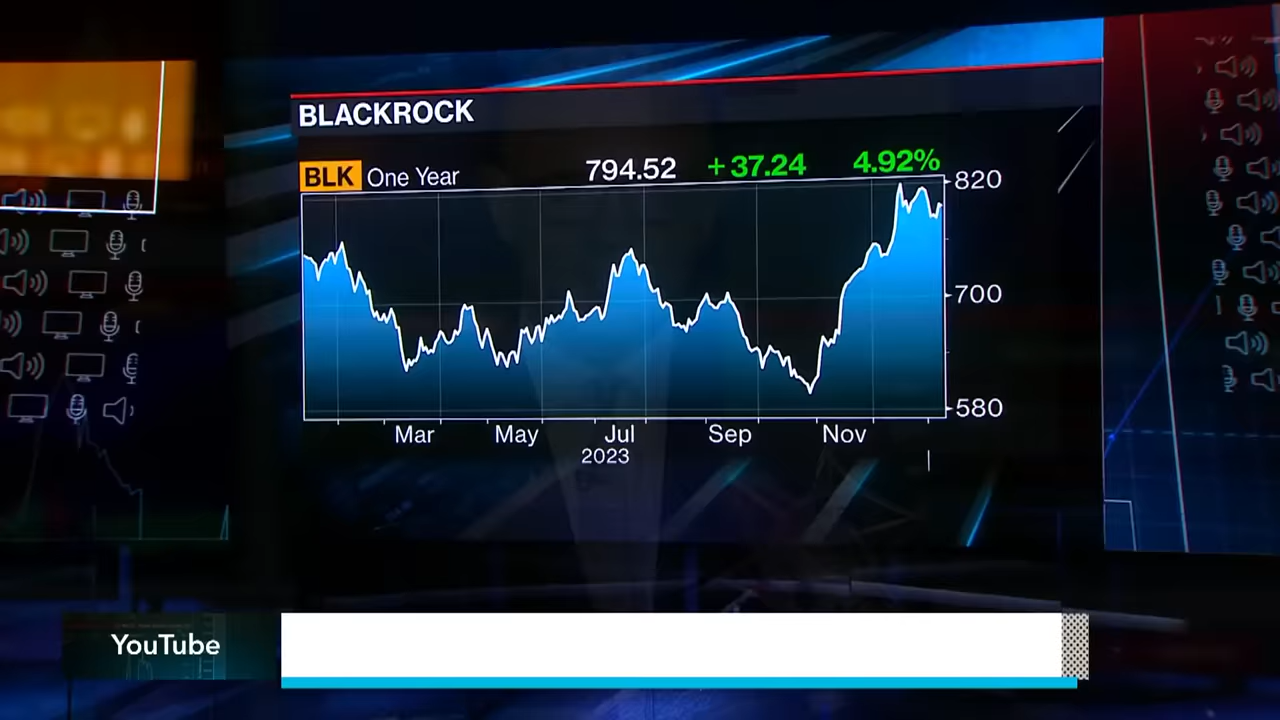 BLACKROCK
BLK One Year 794.52 +37.24 4.92%
820
700
580
Mar May Jul Sep Nov
2023
YouTube